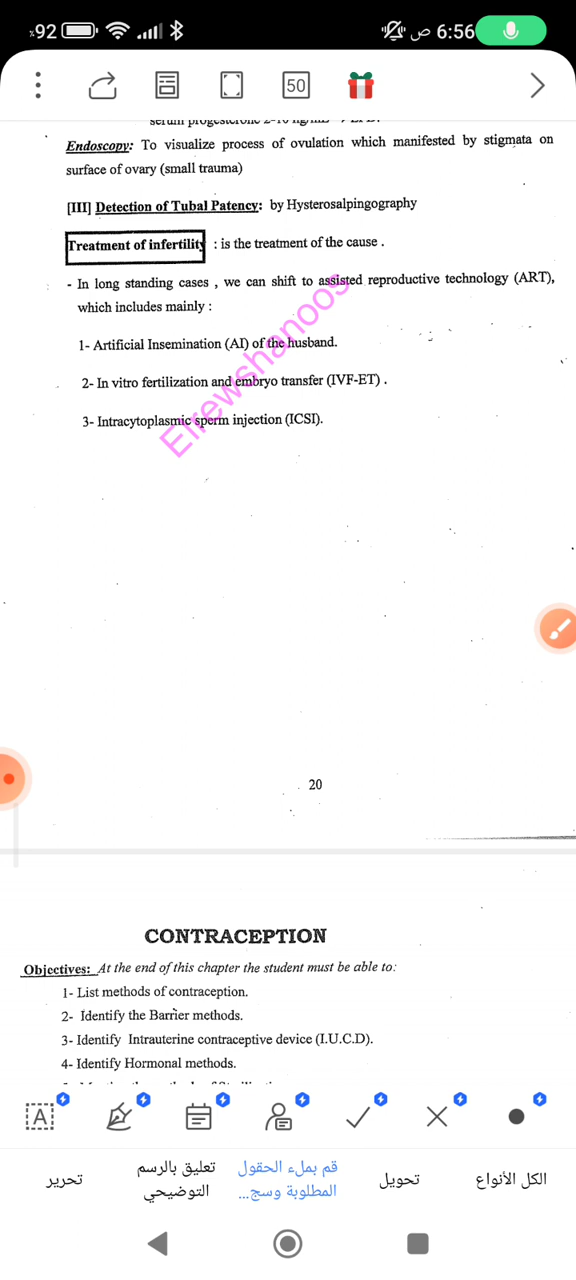 92٪
6:56 ص
50
Endoscopy: To visualize process of ovulation which manifested by stigmata on
surface of ovary (small trauma)
[III] Detection of Tubal Patency: by Hysterosalpingography
Treatment of infertility : is the treatment of the cause .
- In long standing cases , we can shift to assisted reproductive technology (ART),
which includes mainly :
1- Artificial Insemination (AI) of the husband.
2- In vitro fertilization and embryo transfer (IVF-ET) .
3- Intracytoplasmic sperm injection (ICSI).
Elrewshanoos
20
CONTRACEPTION
Objectives: At the end of this chapter the student must be able to:
1- List methods of contraception.
2- Identify the Barrier methods.
3- Identify Intrauterine contraceptive device (I.U.C.D).
4- Identify Hormonal methods.
A
الكل الأنواع
تحويل
قم بملء الحقول
المطلوبة وسج...
تعليق بالرسم
التوضيحي
تحرير